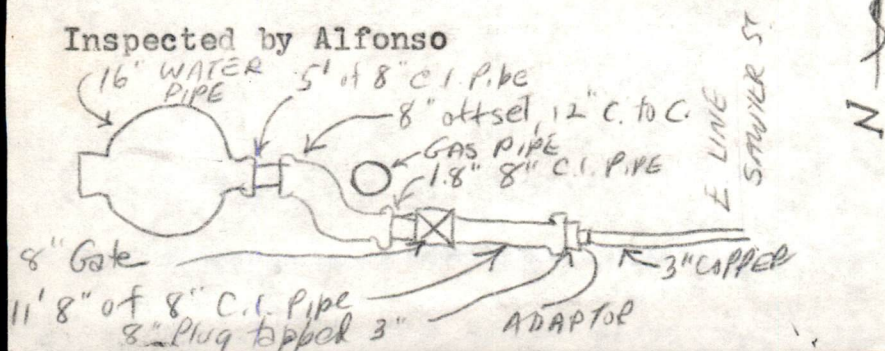 Inspected by Alfonso
16" WATER PIPE
5' of 8" C.I. Pipe
8" offset, 12" C. to C.
GAS PIPE
1.8" 8" C.I. PIPE
E. LINE
SAWYER ST.
N
8" Gate
3" COPPER
11' 8" of 8" C.I. Pipe
8" Plug tapped 3"
ADAPTOR